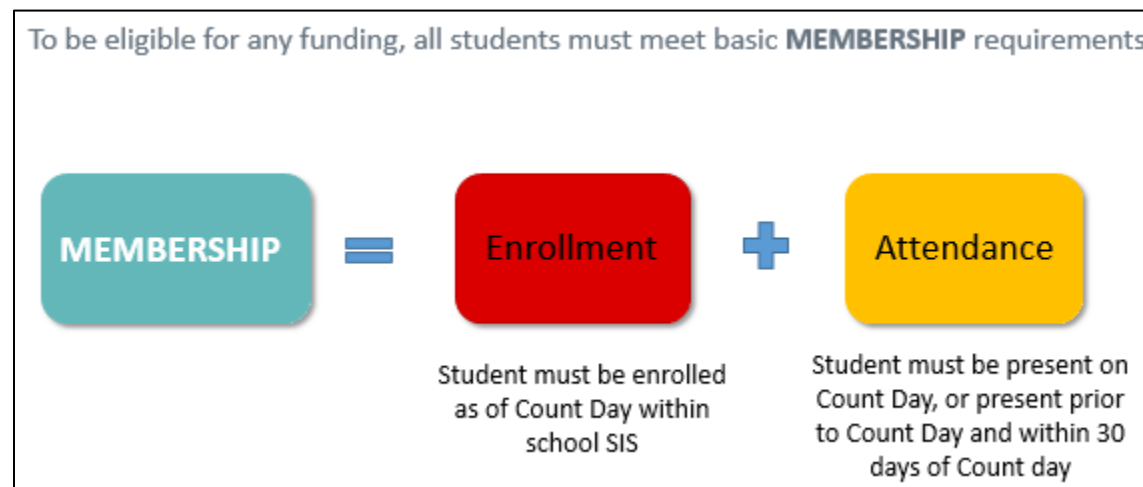 To be eligible for any funding, all students must meet basic MEMBERSHIP requirements
MEMBERSHIP
Enrollment
Attendance
Student must be enrolled
as of Count Day within
school SIS
Student must be present on
Count Day, or present prior
to Count Day and within 30
days of Count day